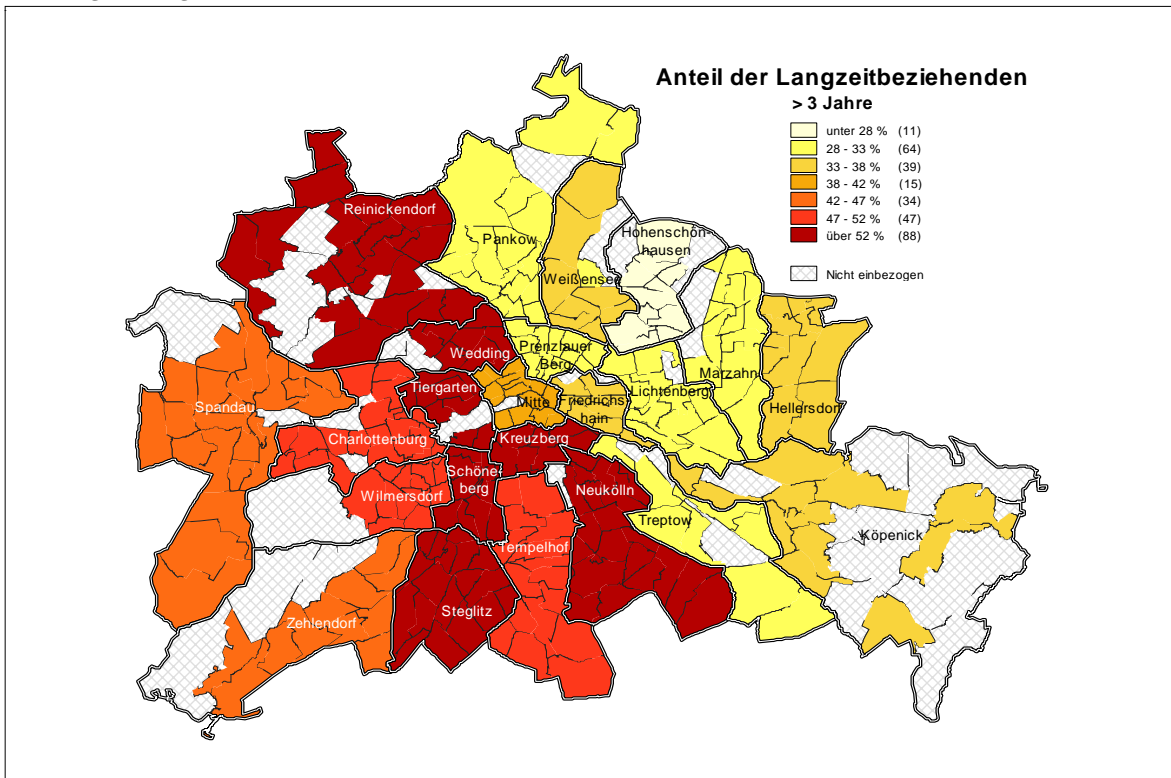 Anteil der Langzeitbeziehenden
> 3 Jahre
unter 28 % (11)
28 - 33 % (64)
33 - 38 % (39)
38 - 42 % (15)
42 - 47 % (34)
47 - 52 % (47)
über 52 % (88)
Nicht einbezogen
Reinickendorf
Pankow
Hohenschön-
hausen
Weißensee
Wedding
Prenzlauer
Berg
Marzahn
Tiergarten
Lichtenberg
Spandau
Mitte
Friedrichs-
hain
Hellersdorf
Charlottenburg
Kreuzberg
Schöne-
berg
Wilmersdorf
Neukölln
Treptow
Köpenick
Tempelhof
Steglitz
Zehlendorf